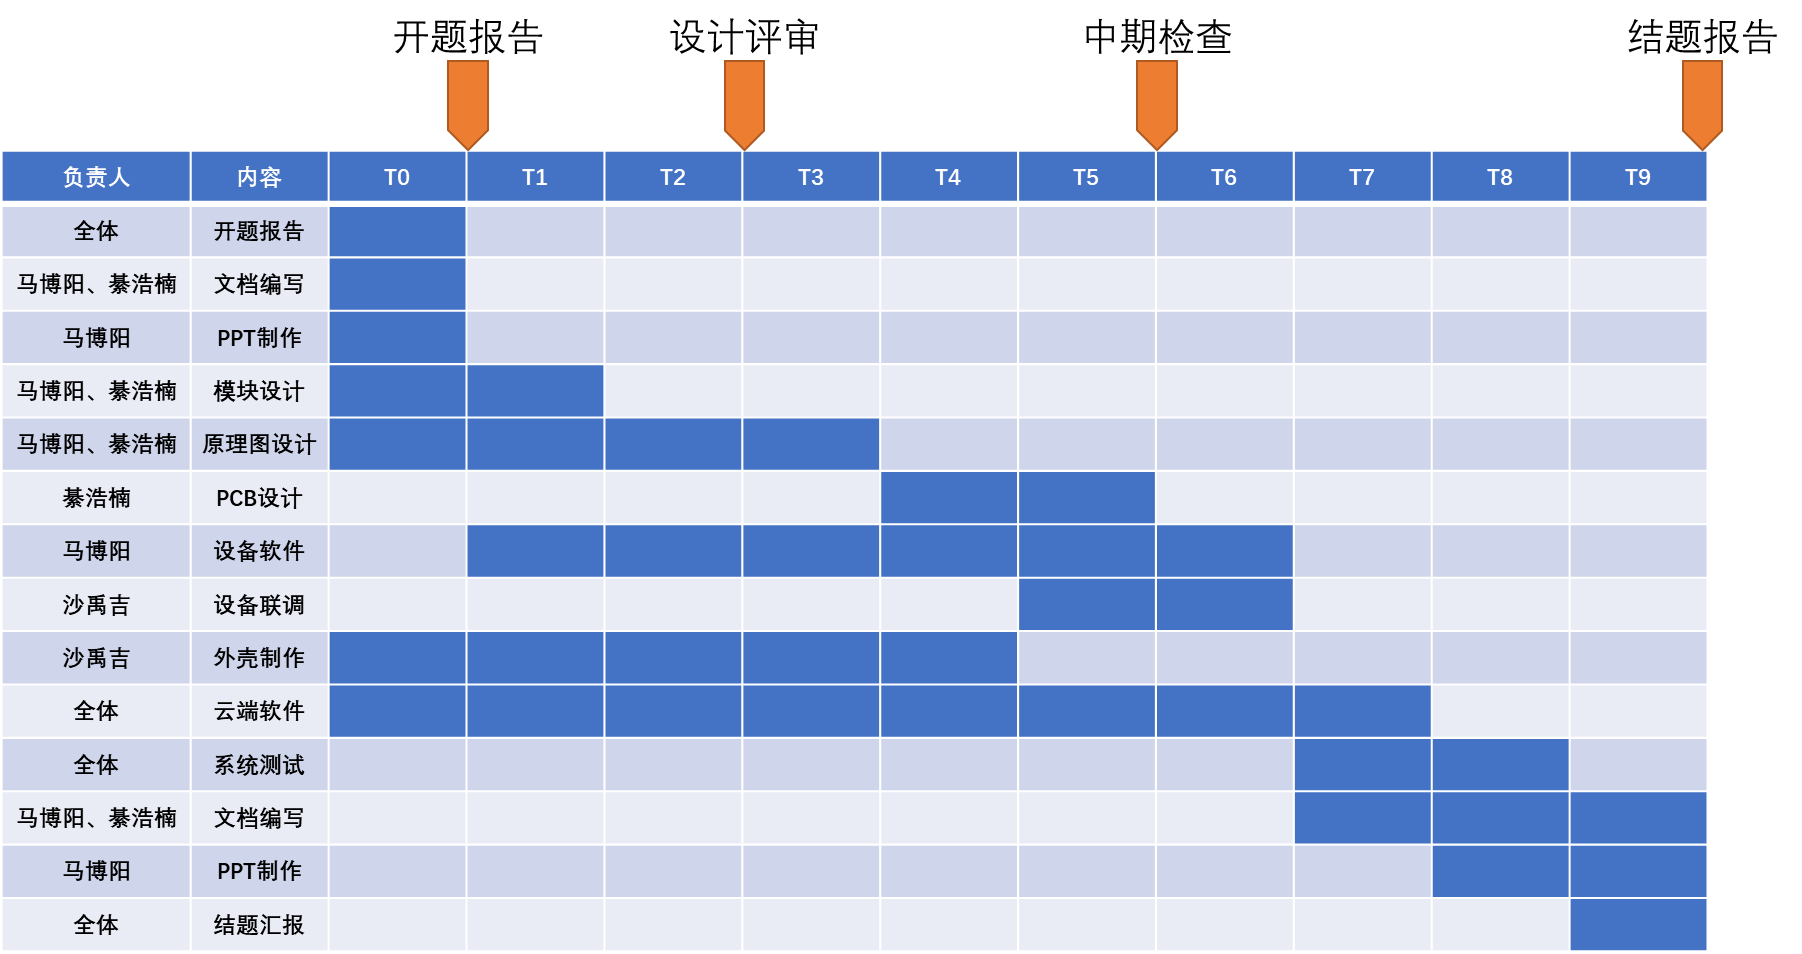 开题报告 设计评审 中期检查 结题报告
负责人 内容 T0 T1 T2 T3 T4 T5 T6 T7 T8 T9
全体 开题报告
马博阳、綦浩楠 文档编写
马博阳 PPT制作
马博阳、綦浩楠 模块设计
马博阳、綦浩楠 原理图设计
綦浩楠 PCB设计
马博阳 设备软件
沙禹吉 设备联调
沙禹吉 外壳制作
全体 云端软件
全体 系统测试
马博阳、綦浩楠 文档编写
马博阳 PPT制作
全体 结题汇报